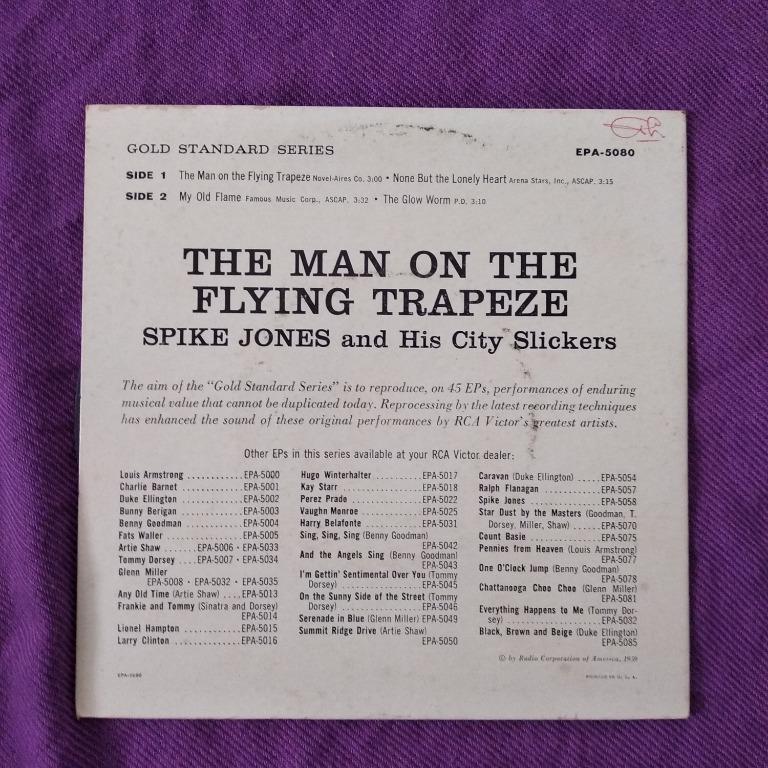 GOLD STANDARD SERIES
EPA-5080
SIDE 1 The Man on the Flying Trapeze Novel-Aires Co. 3:00 • None But the Lonely Heart Arena Stars, Inc., ASCAP. 3:15
SIDE 2 My Old Flame Famous Music Corp., ASCAP. 3:32 • The Glow Worm P.D. 3:10
THE MAN ON THE
FLYING TRAPEZE
SPIKE JONES and His City Slickers
The aim of the "Gold Standard Series" is to reproduce, on 45 EPs, performances of enduring
musical value that cannot be duplicated today. Reprocessing by the latest recording techniques
has enhanced the sound of these original performances by RCA Victor's greatest artists.
Other EPs in this series available at your RCA Victor dealer:
Louis Armstrong ............EPA-5000
Charlie Barnet ..............EPA-5001
Duke Ellington ..............EPA-5002
Bunny Berigan ..............EPA-5003
Benny Goodman ............EPA-5004
Fats Waller ..................EPA-5005
Artie Shaw .......EPA-5006 • EPA-5033
Tommy Dorsey ....EPA-5007 • EPA-5034
Glenn Miller
EPA-5008 • EPA-5032 • EPA-5035
Any Old Time (Artie Shaw) ....EPA-5013
Frankie and Tommy (Sinatra and Dorsey)
EPA-5014
Lionel Hampton ..............EPA-5015
Larry Clinton ................EPA-5016
Hugo Winterhalter ..........EPA-5017
Kay Starr ....................EPA-5018
Perez Prado ................EPA-5022
Vaughn Monroe ............EPA-5025
Harry Belafonte ............EPA-5031
Sing, Sing, Sing (Benny Goodman)
EPA-5042
And the Angels Sing (Benny Goodman)
EPA-5043
I'm Gettin' Sentimental Over You (Tommy
Dorsey) ....................EPA-5045
On the Sunny Side of the Street (Tommy
Dorsey) ....................EPA-5046
Serenade in Blue (Glenn Miller) EPA-5049
Summit Ridge Drive (Artie Shaw)
EPA-5050
Caravan (Duke Ellington) .....EPA-5054
Ralph Flanagan ..............EPA-5057
Spike Jones ..................EPA-5058
Star Dust by the Masters (Goodman, T.
Dorsey, Miller, Shaw) ......EPA-5070
Count Basie ..................EPA-5075
Pennies from Heaven (Louis Armstrong)
EPA-5077
One O'Clock Jump (Benny Goodman)
EPA-5078
Chattanooga Choo Choo (Glenn Miller)
EPA-5081
Everything Happens to Me (Tommy Dor-
sey) ........................EPA-5082
Black, Brown and Beige (Duke Ellington)
EPA-5085
© by Radio Corporation of America, 1959
EPA-5080